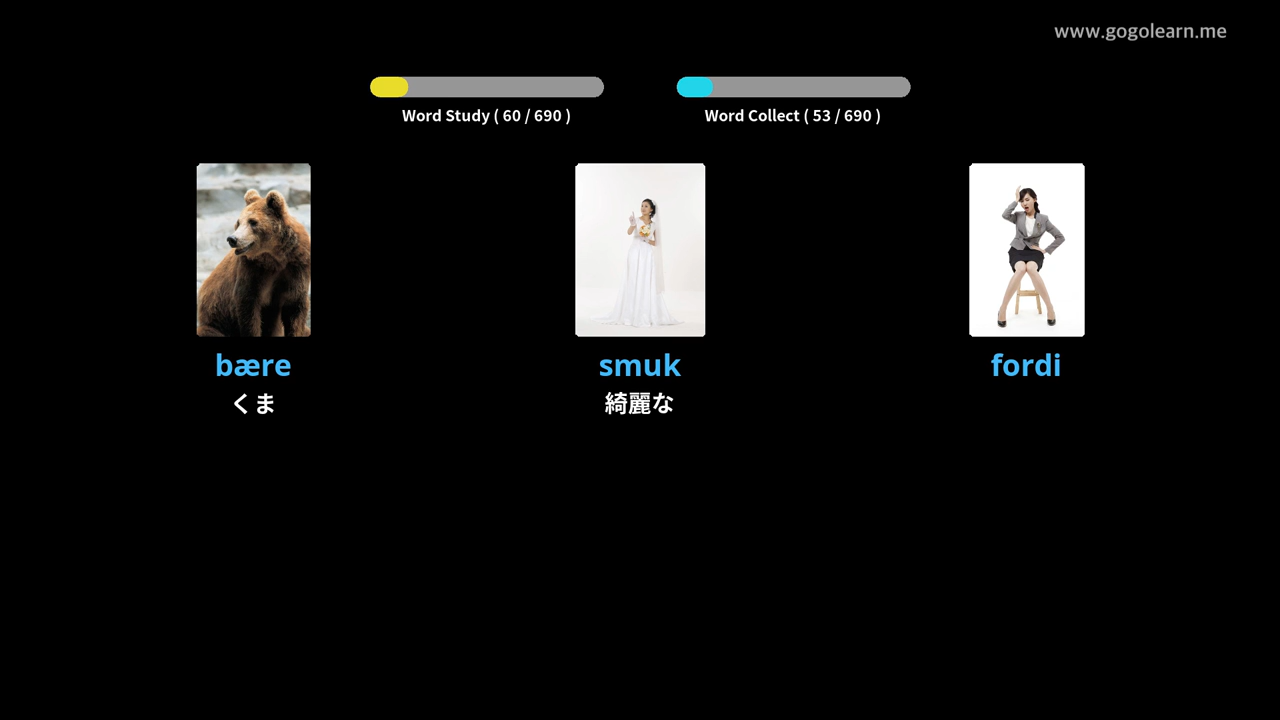 www.gogolearn.me
Word Study ( 60 / 690 )
Word Collect ( 53 / 690 )
bære
smuk
fordi
くま
綺麗な